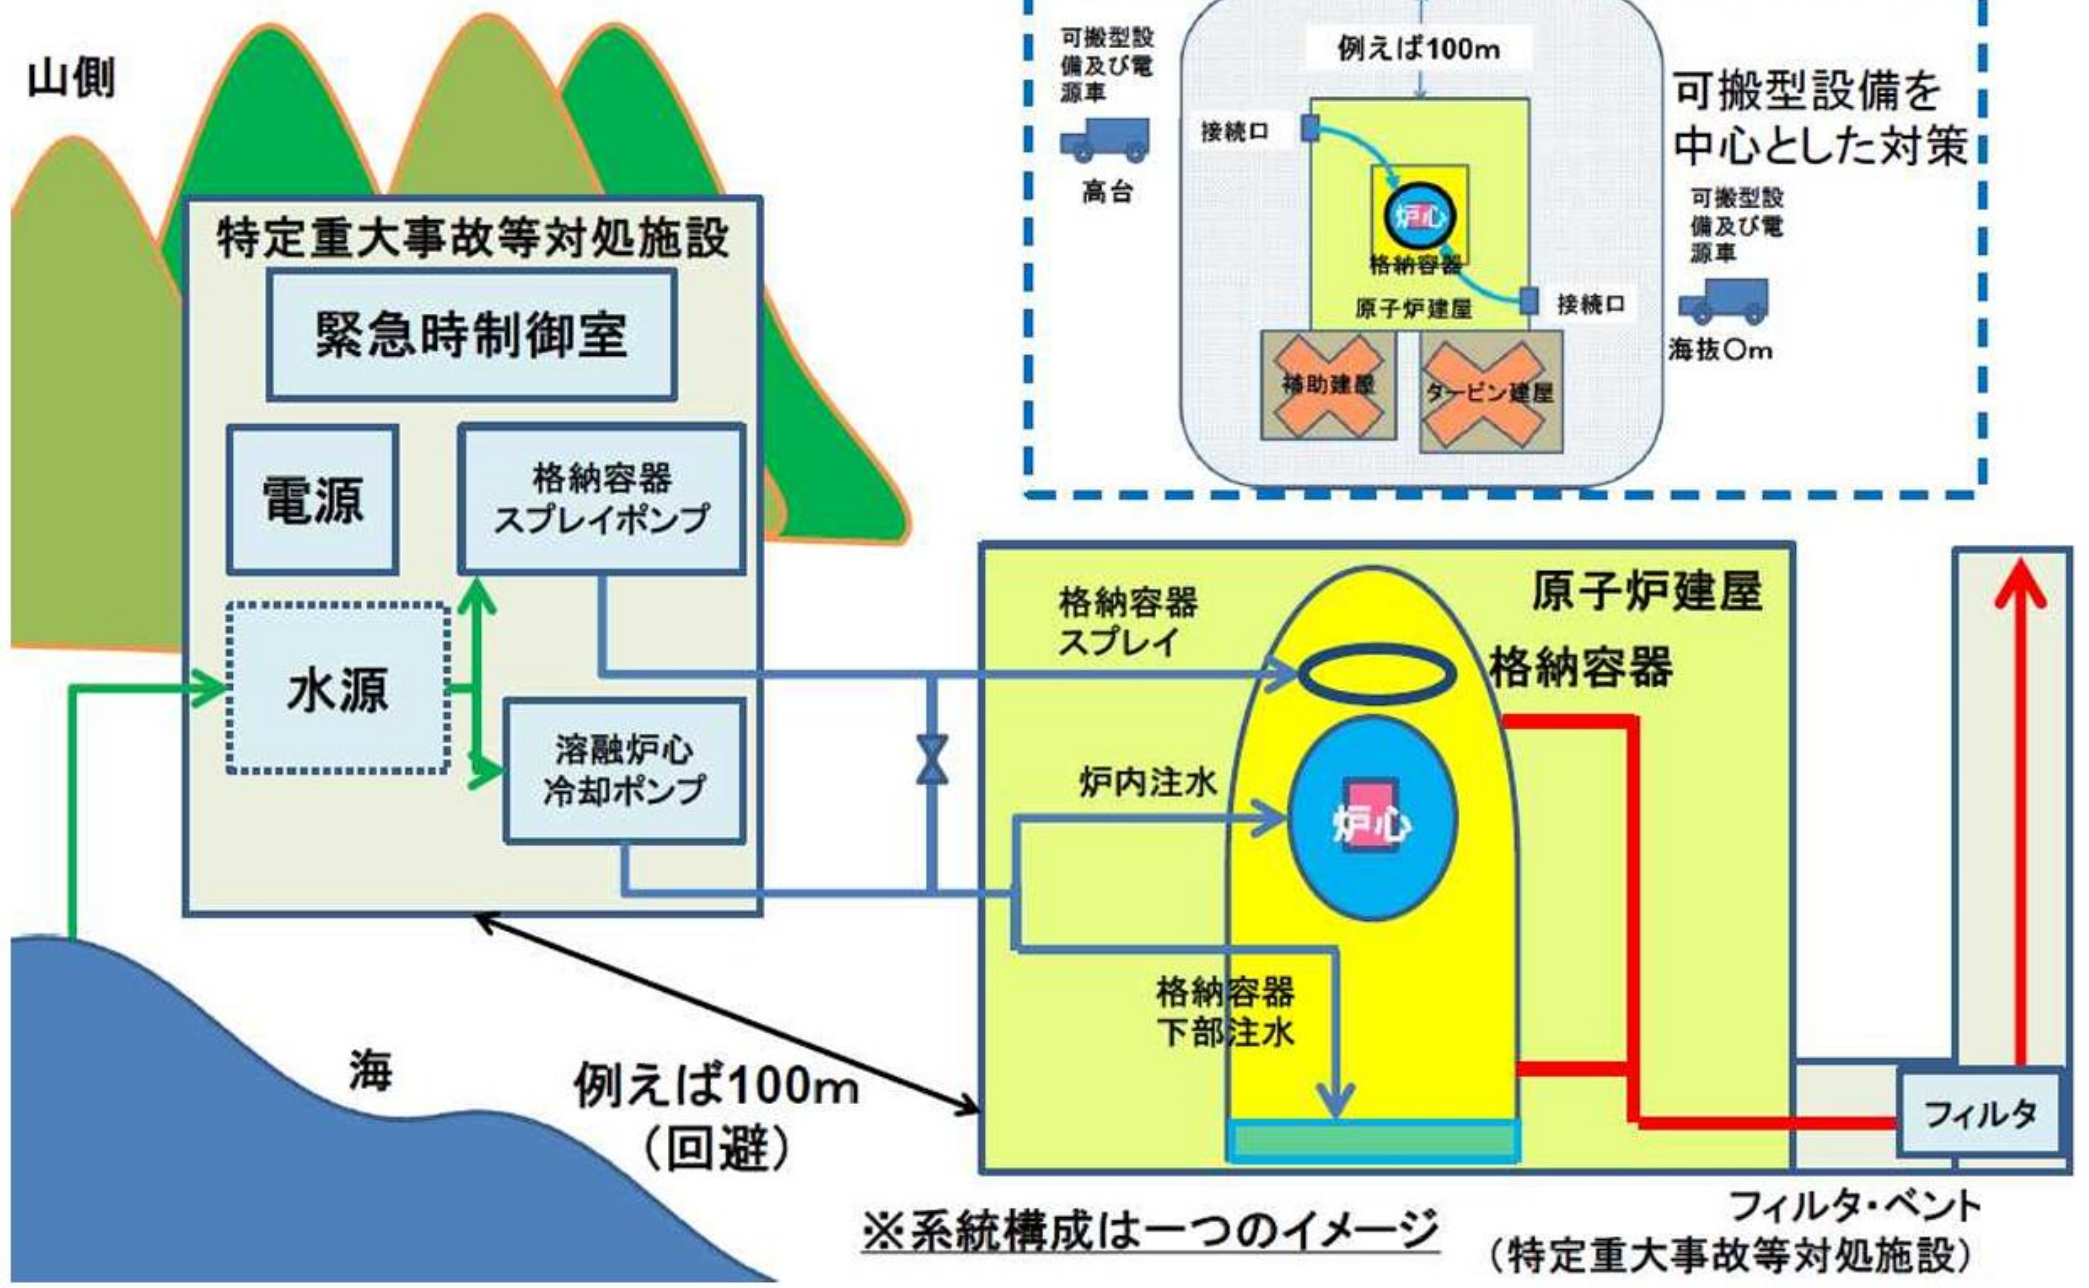 山側
特定重大事故等対処施設
緊急時制御室
電源
格納容器
スプレイポンプ
水源
溶融炉心
冷却ポンプ
海
例えば100m
（回避）
可搬型設
備及び電
源車
高台
例えば100m
接続口
炉心
格納容器
原子炉建屋
接続口
補助建屋
タービン建屋
可搬型設備を
中心とした対策
可搬型設
備及び電
源車
海抜〇m
原子炉建屋
格納容器
格納容器
スプレイ
炉内注水
炉心
格納容器
下部注水
フィルタ
フィルタ・ベント
（特定重大事故等対処施設）
※系統構成は一つのイメージ